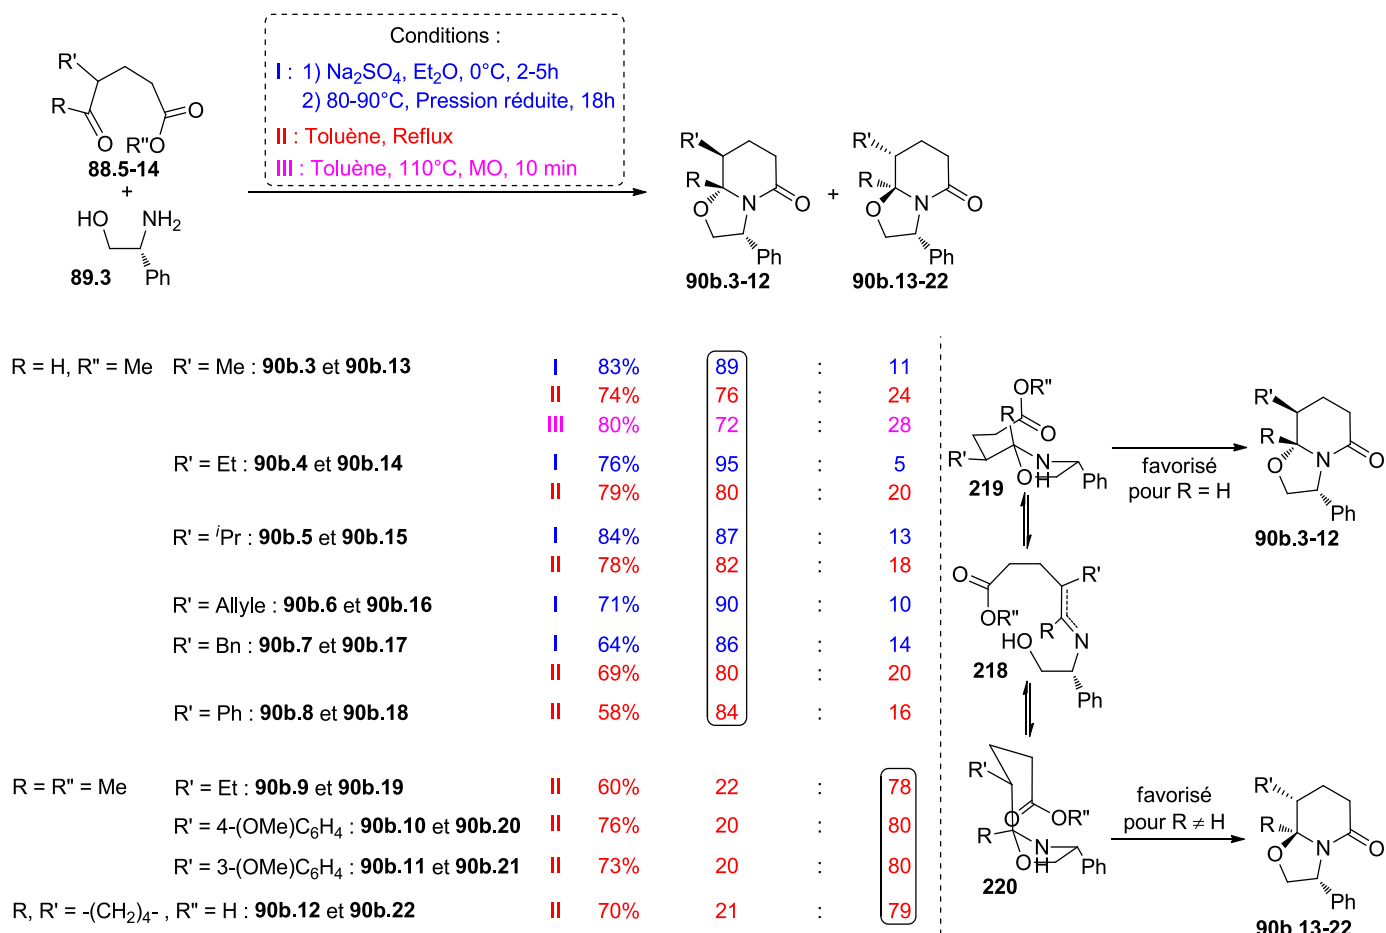 Conditions :
I : 1) Na₂SO₄, Et₂O, 0°C, 2-5h
2) 80-90°C, Pression réduite, 18h
II : Toluène, Reflux
III : Toluène, 110°C, MO, 10 min
R'
R
O
O
R"O
88.5-14
+
HO NH₂
Ph
89.3
R'
R
N
O
O
Ph
90b.3-12
+
R'
R
N
O
O
Ph
90b.13-22
R = H, R" = Me R' = Me : 90b.3 et 90b.13 I 83% 89 : 11
II 74% 76 : 24
III 80% 72 : 28
R' = Et : 90b.4 et 90b.14 I 76% 95 : 5
II 79% 80 : 20
R' = ⁱPr : 90b.5 et 90b.15 I 84% 87 : 13
II 78% 82 : 18
R' = Allyle : 90b.6 et 90b.16 I 71% 90 : 10
R' = Bn : 90b.7 et 90b.17 I 64% 86 : 14
II 69% 80 : 20
R' = Ph : 90b.8 et 90b.18 II 58% 84 : 16
R = R" = Me R' = Et : 90b.9 et 90b.19 II 60% 22 : 78
R' = 4-(OMe)C₆H₄ : 90b.10 et 90b.20 II 76% 20 : 80
R' = 3-(OMe)C₆H₄ : 90b.11 et 90b.21 II 73% 20 : 80
R, R' = -(CH₂)₄- , R" = H : 90b.12 et 90b.22 II 70% 21 : 79
OR"
R
O
R'
N
H
O
Ph
219
favorisé
pour R = H
R'
R
N
O
O
Ph
90b.3-12
O
R'
OR"
R
HO
N
218
Ph
R'
O
OR"
R
N
H
O
Ph
220
favorisé
pour R ≠ H
R'
R
N
O
O
Ph
90b.13-22